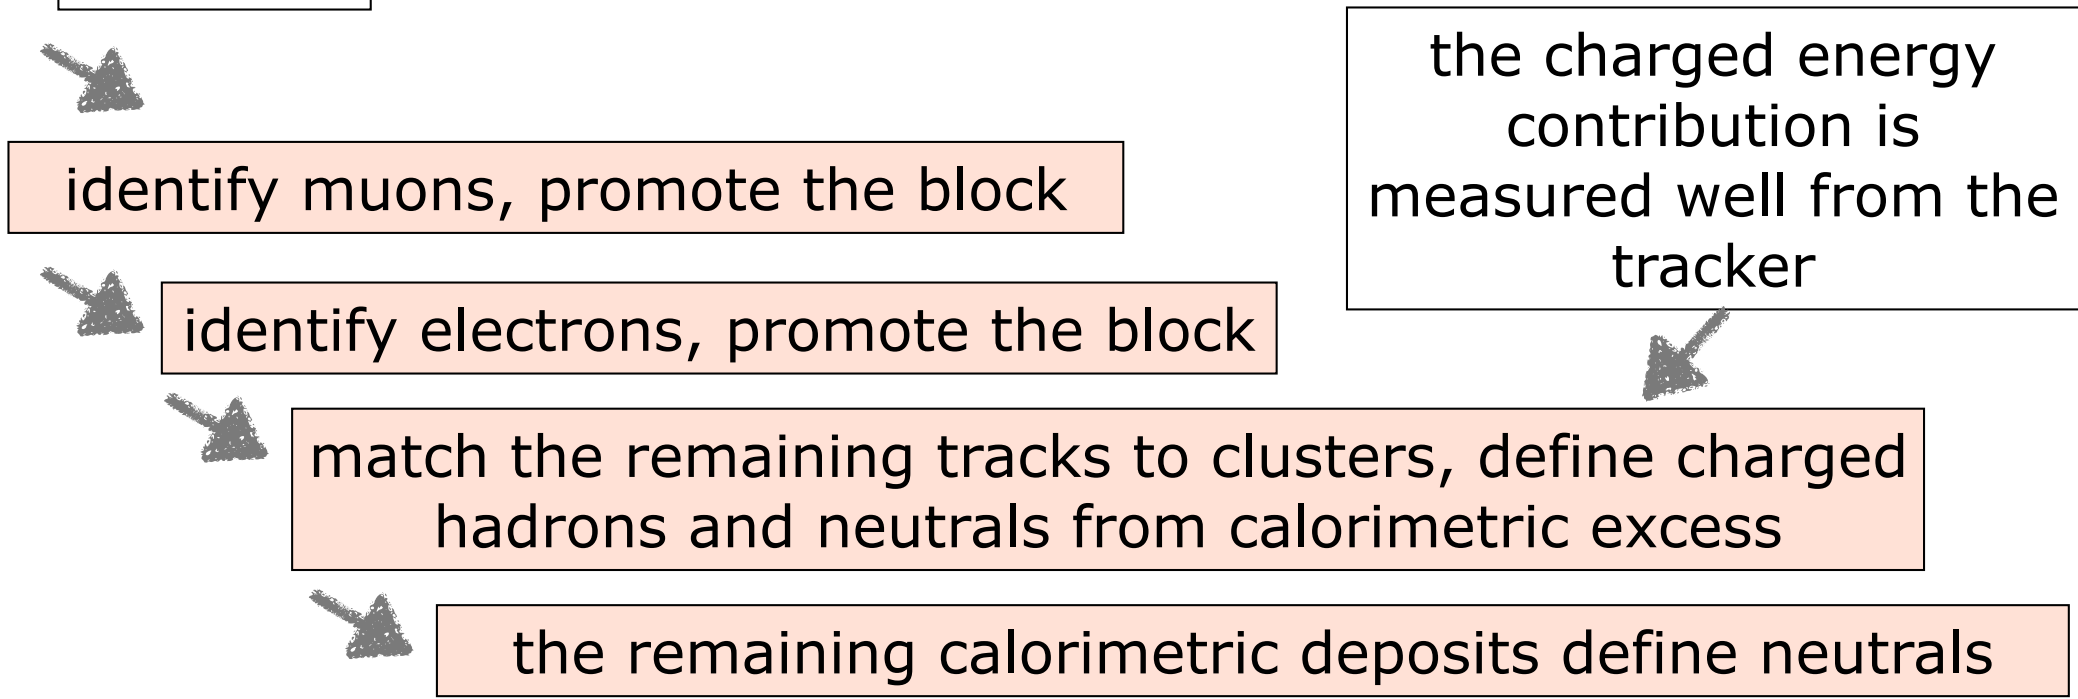 the charged energy
contribution is
measured well from the
tracker
identify muons, promote the block
identify electrons, promote the block
match the remaining tracks to clusters, define charged
hadrons and neutrals from calorimetric excess
the remaining calorimetric deposits define neutrals